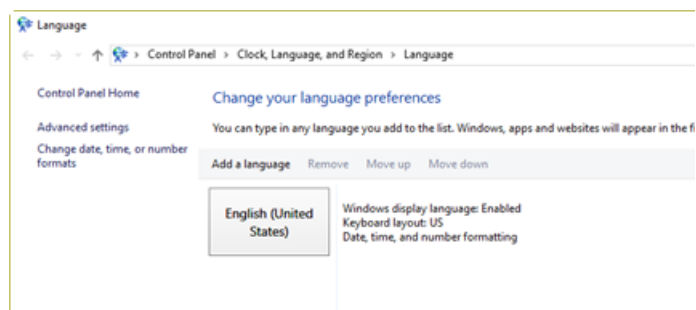 Language
Control Panel › Clock, Language, and Region › Language
Control Panel Home
Advanced settings
Change date, time, or number
formats
Change your language preferences
You can type in any language you add to the list. Windows, apps and websites will appear in the
Add a language Remove Move up Move down
English (United
States)
Windows display language: Enabled
Keyboard layout: US
Date, time, and number formatting